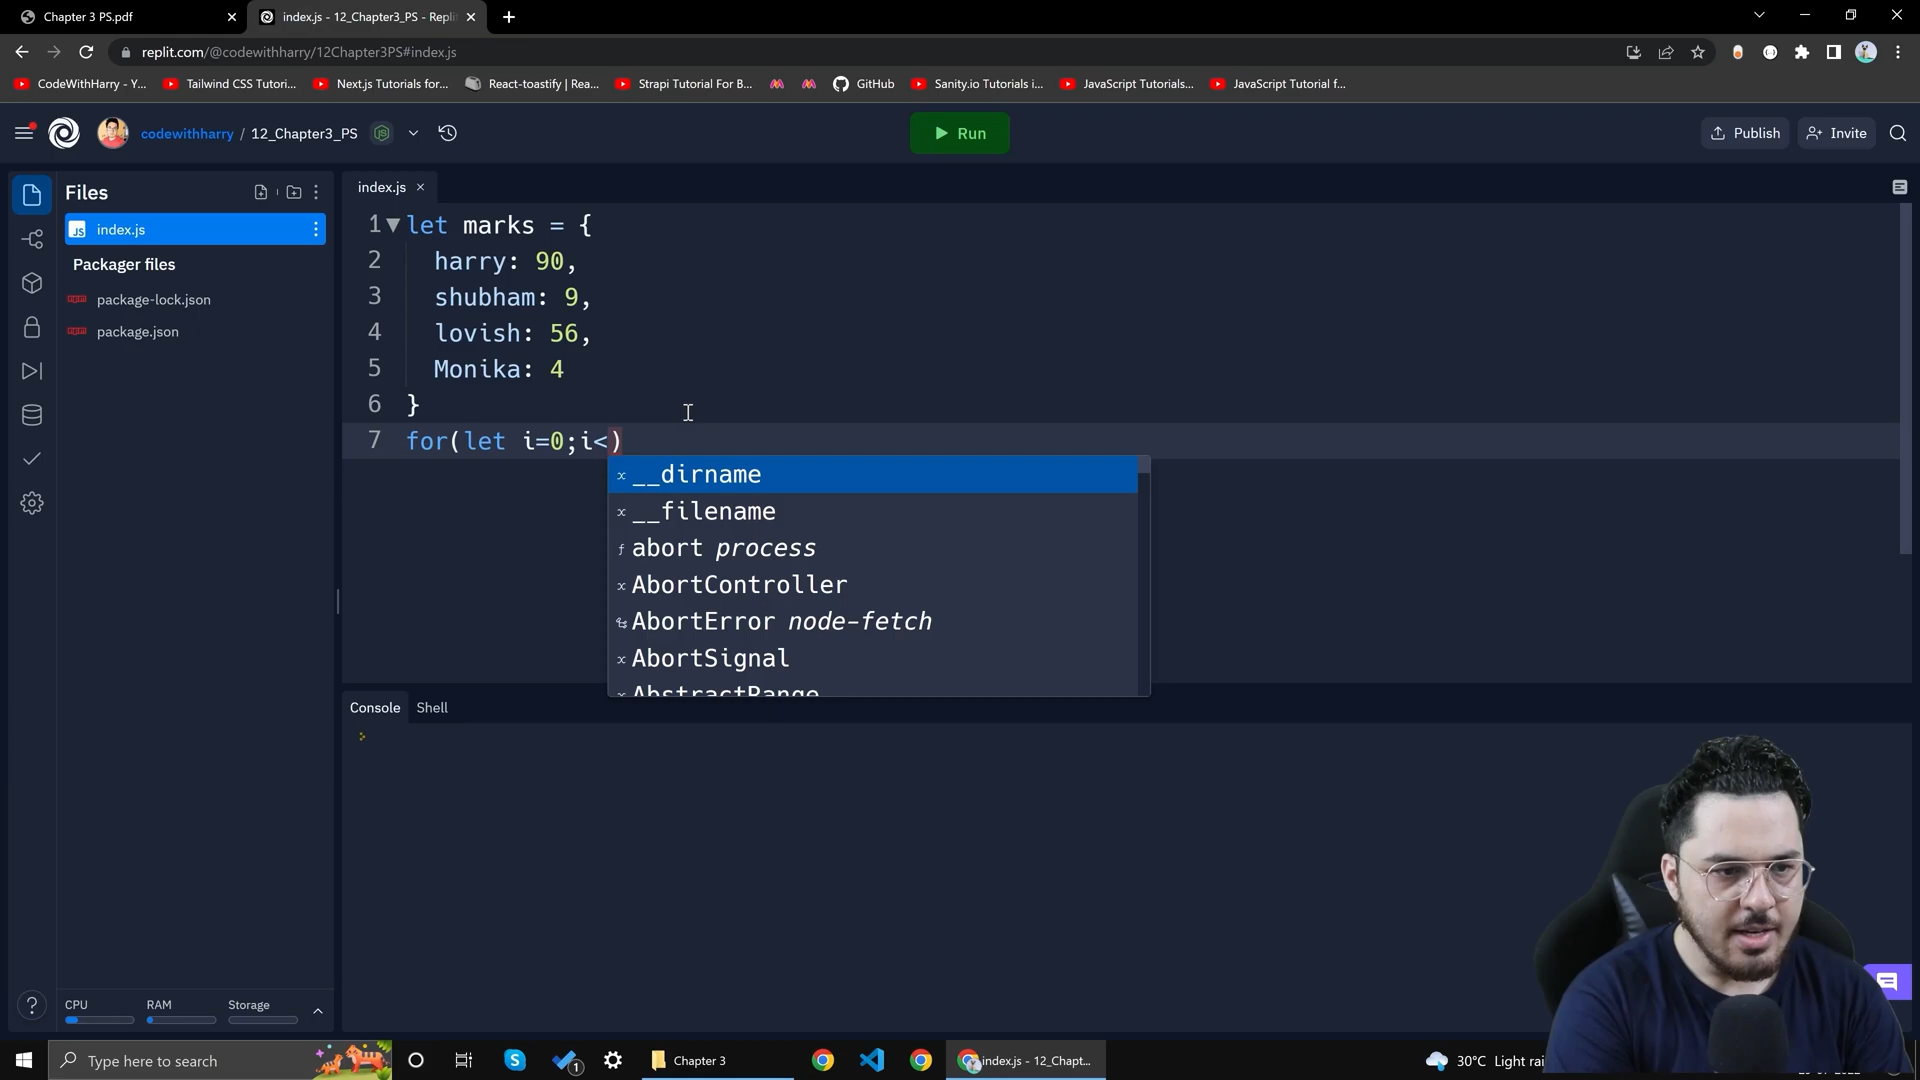 Chapter 3 PS.pdf
index.js - 12_Chapter3_PS - Replit
replit.com/@codewithharry/12Chapter3PS#index.js
CodeWithHarry - Y...
Tailwind CSS Tutori...
Next.js Tutorials for...
React-toastify | Rea...
Strapi Tutorial For B...
GitHub
Sanity.io Tutorials i...
JavaScript Tutorials...
JavaScript Tutorial f...
codewithharry / 12_Chapter3_PS
Run
Publish
Invite
Files
index.js
Packager files
package-lock.json
package.json
index.js
1 let marks = {
2 harry: 90,
3 shubham: 9,
4 lovish: 56,
5 Monika: 4
6 }
7 for(let i=0;i<)
__dirname
__filename
abort process
AbortController
AbortError node-fetch
AbortSignal
AbstractRange
Console
Shell
CPU
RAM
Storage
Type here to search
1
Chapter 3
index.js - 12_Chapt...
30°C Light rai